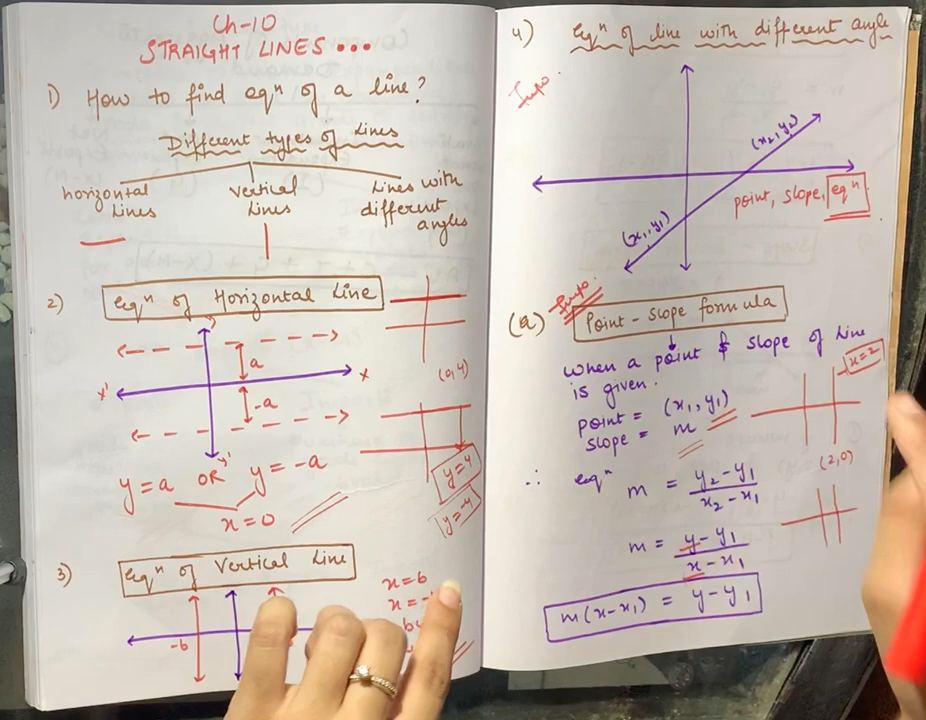 Ch-10
STRAIGHT LINES...
1) How to find eqⁿ of a line?
Different types of Lines
horizontal Lines
Vertical Lines
Lines with different angles
2) eqⁿ of Horizontal Line
a
x' x
-a
y'
(0,4)
y=a OR y=-a
x=0
y=4
y=-4
3) eqⁿ of Vertical Line
-b
x=b
4) eqⁿ of line with different angle
Imp.
(x₂,y₂)
(x₁,y₁)
point, slope, eqⁿ
Imp
(a) Point-slope formula
when a point & slope of line
is given.
x=2
point = (x₁,y₁)
slope = m
(2,0)
∴ eqⁿ m = y₂-y₁/x₂-x₁
m = y-y₁/x-x₁
m(x-x₁) = y-y₁